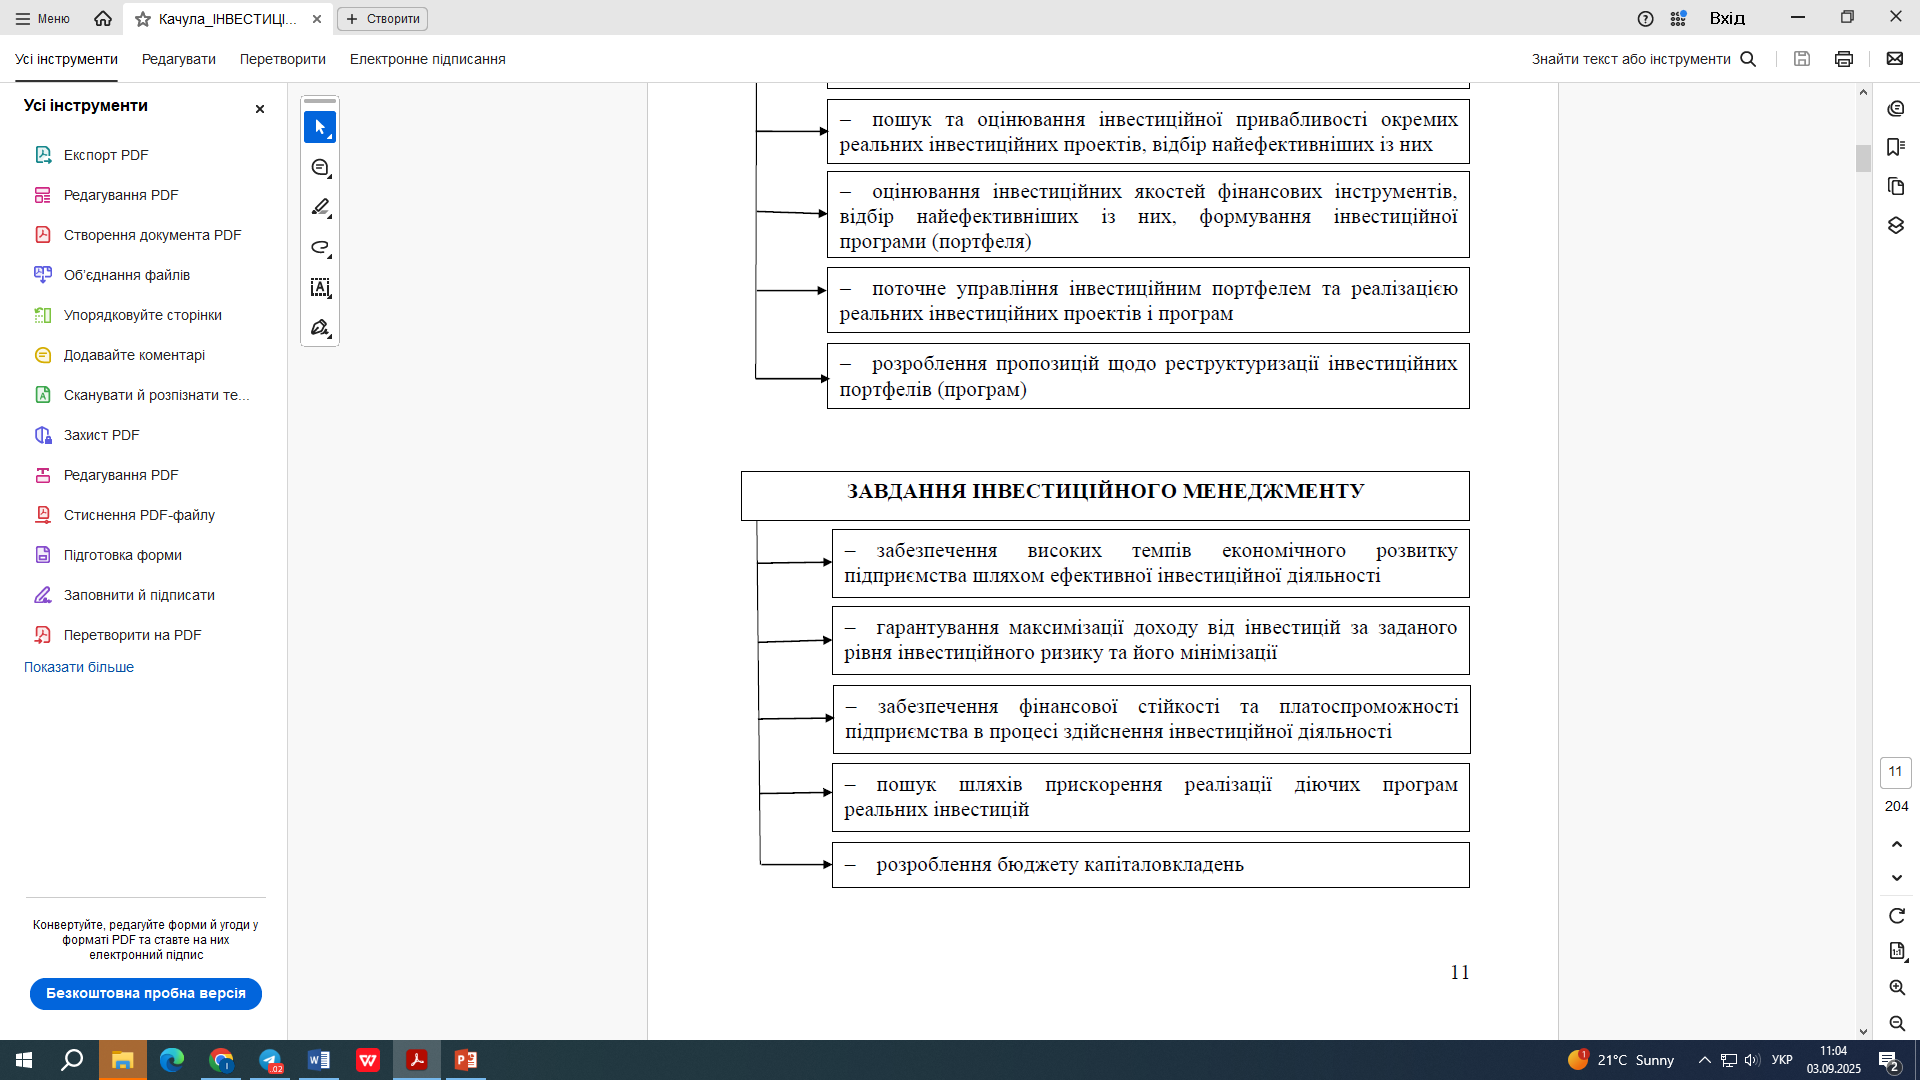 Меню
Качула_ІНВЕСТИЦІ...
Створити
Вхід
Усі інструменти
Редагувати
Перетворити
Електронне підписання
Знайти текст або інструменти
Усі інструменти
Експорт PDF
Редагування PDF
Створення документа PDF
Об'єднання файлів
Упорядковуйте сторінки
Додавайте коментарі
Сканувати й розпізнати те...
Захист PDF
Редагування PDF
Стиснення PDF-файлу
Підготовка форми
Заповнити й підписати
Перетворити на PDF
Показати більше
Конвертуйте, редагуйте форми й угоди у
форматі PDF та ставте на них
електронний підпис
Безкоштовна пробна версія
– пошук та оцінювання інвестиційної привабливості окремих
реальних інвестиційних проектів, відбір найефективніших із них
– оцінювання інвестиційних якостей фінансових інструментів,
відбір найефективніших із них, формування інвестиційної
програми (портфеля)
– поточне управління інвестиційним портфелем та реалізацією
реальних інвестиційних проектів і програм
– розроблення пропозицій щодо реструктуризації інвестиційних
портфелів (програм)
ЗАВДАННЯ ІНВЕСТИЦІЙНОГО МЕНЕДЖМЕНТУ
– забезпечення високих темпів економічного розвитку
підприємства шляхом ефективної інвестиційної діяльності
– гарантування максимізації доходу від інвестицій за заданого
рівня інвестиційного ризику та його мінімізації
– забезпечення фінансової стійкості та платоспроможності
підприємства в процесі здійснення інвестиційної діяльності
– пошук шляхів прискорення реалізації діючих програм
реальних інвестицій
– розроблення бюджету капіталовкладень
11
11
204
21°C Sunny
УКР
11:04
03.09.2025
2